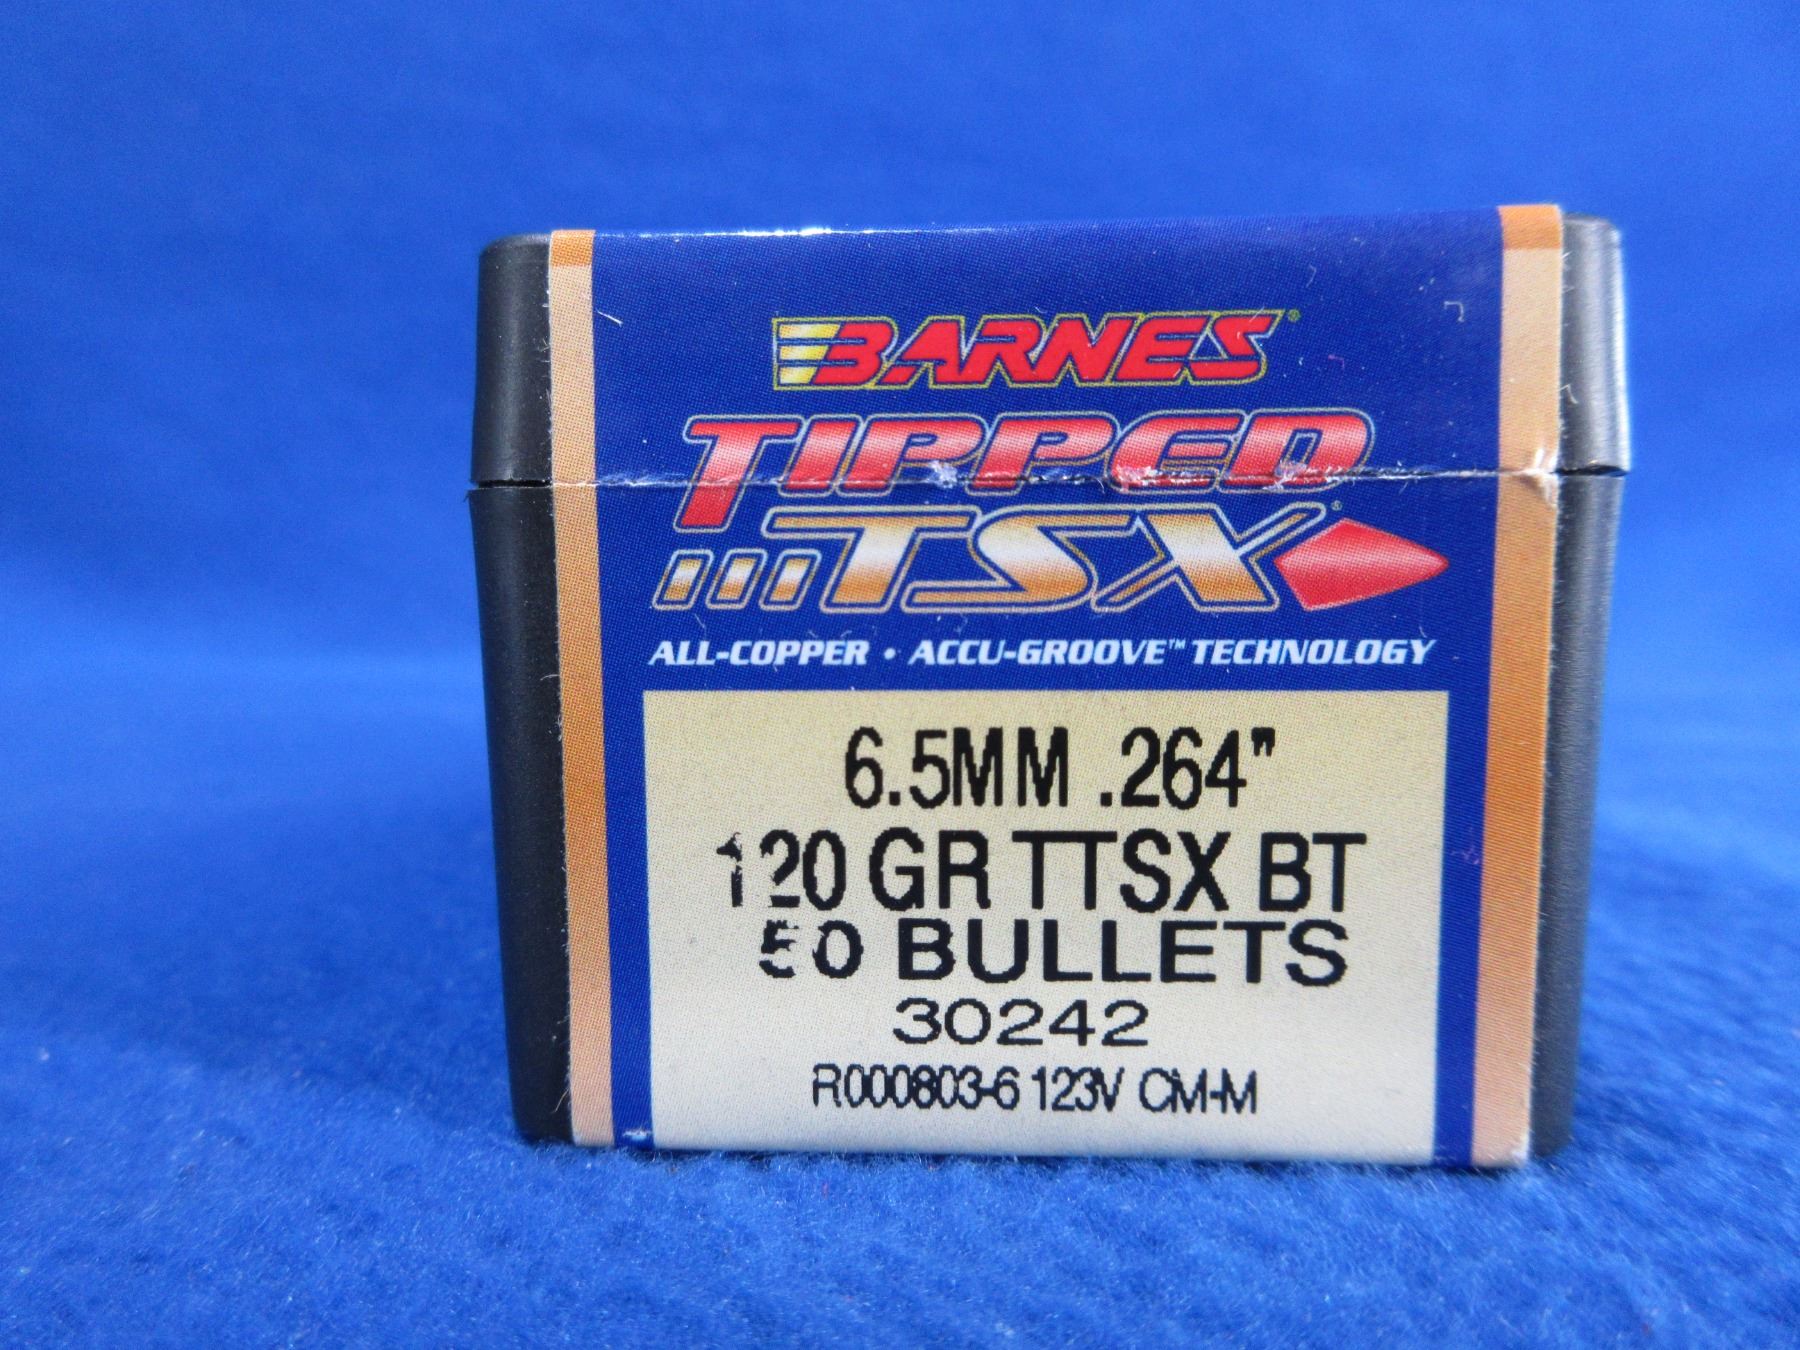 BARNES®
TIPPED
TSX®
ALL-COPPER • ACCU-GROOVE™ TECHNOLOGY
6.5MM .264"
120 GR TTSX BT
50 BULLETS
30242
R000803-6 123V CM-M